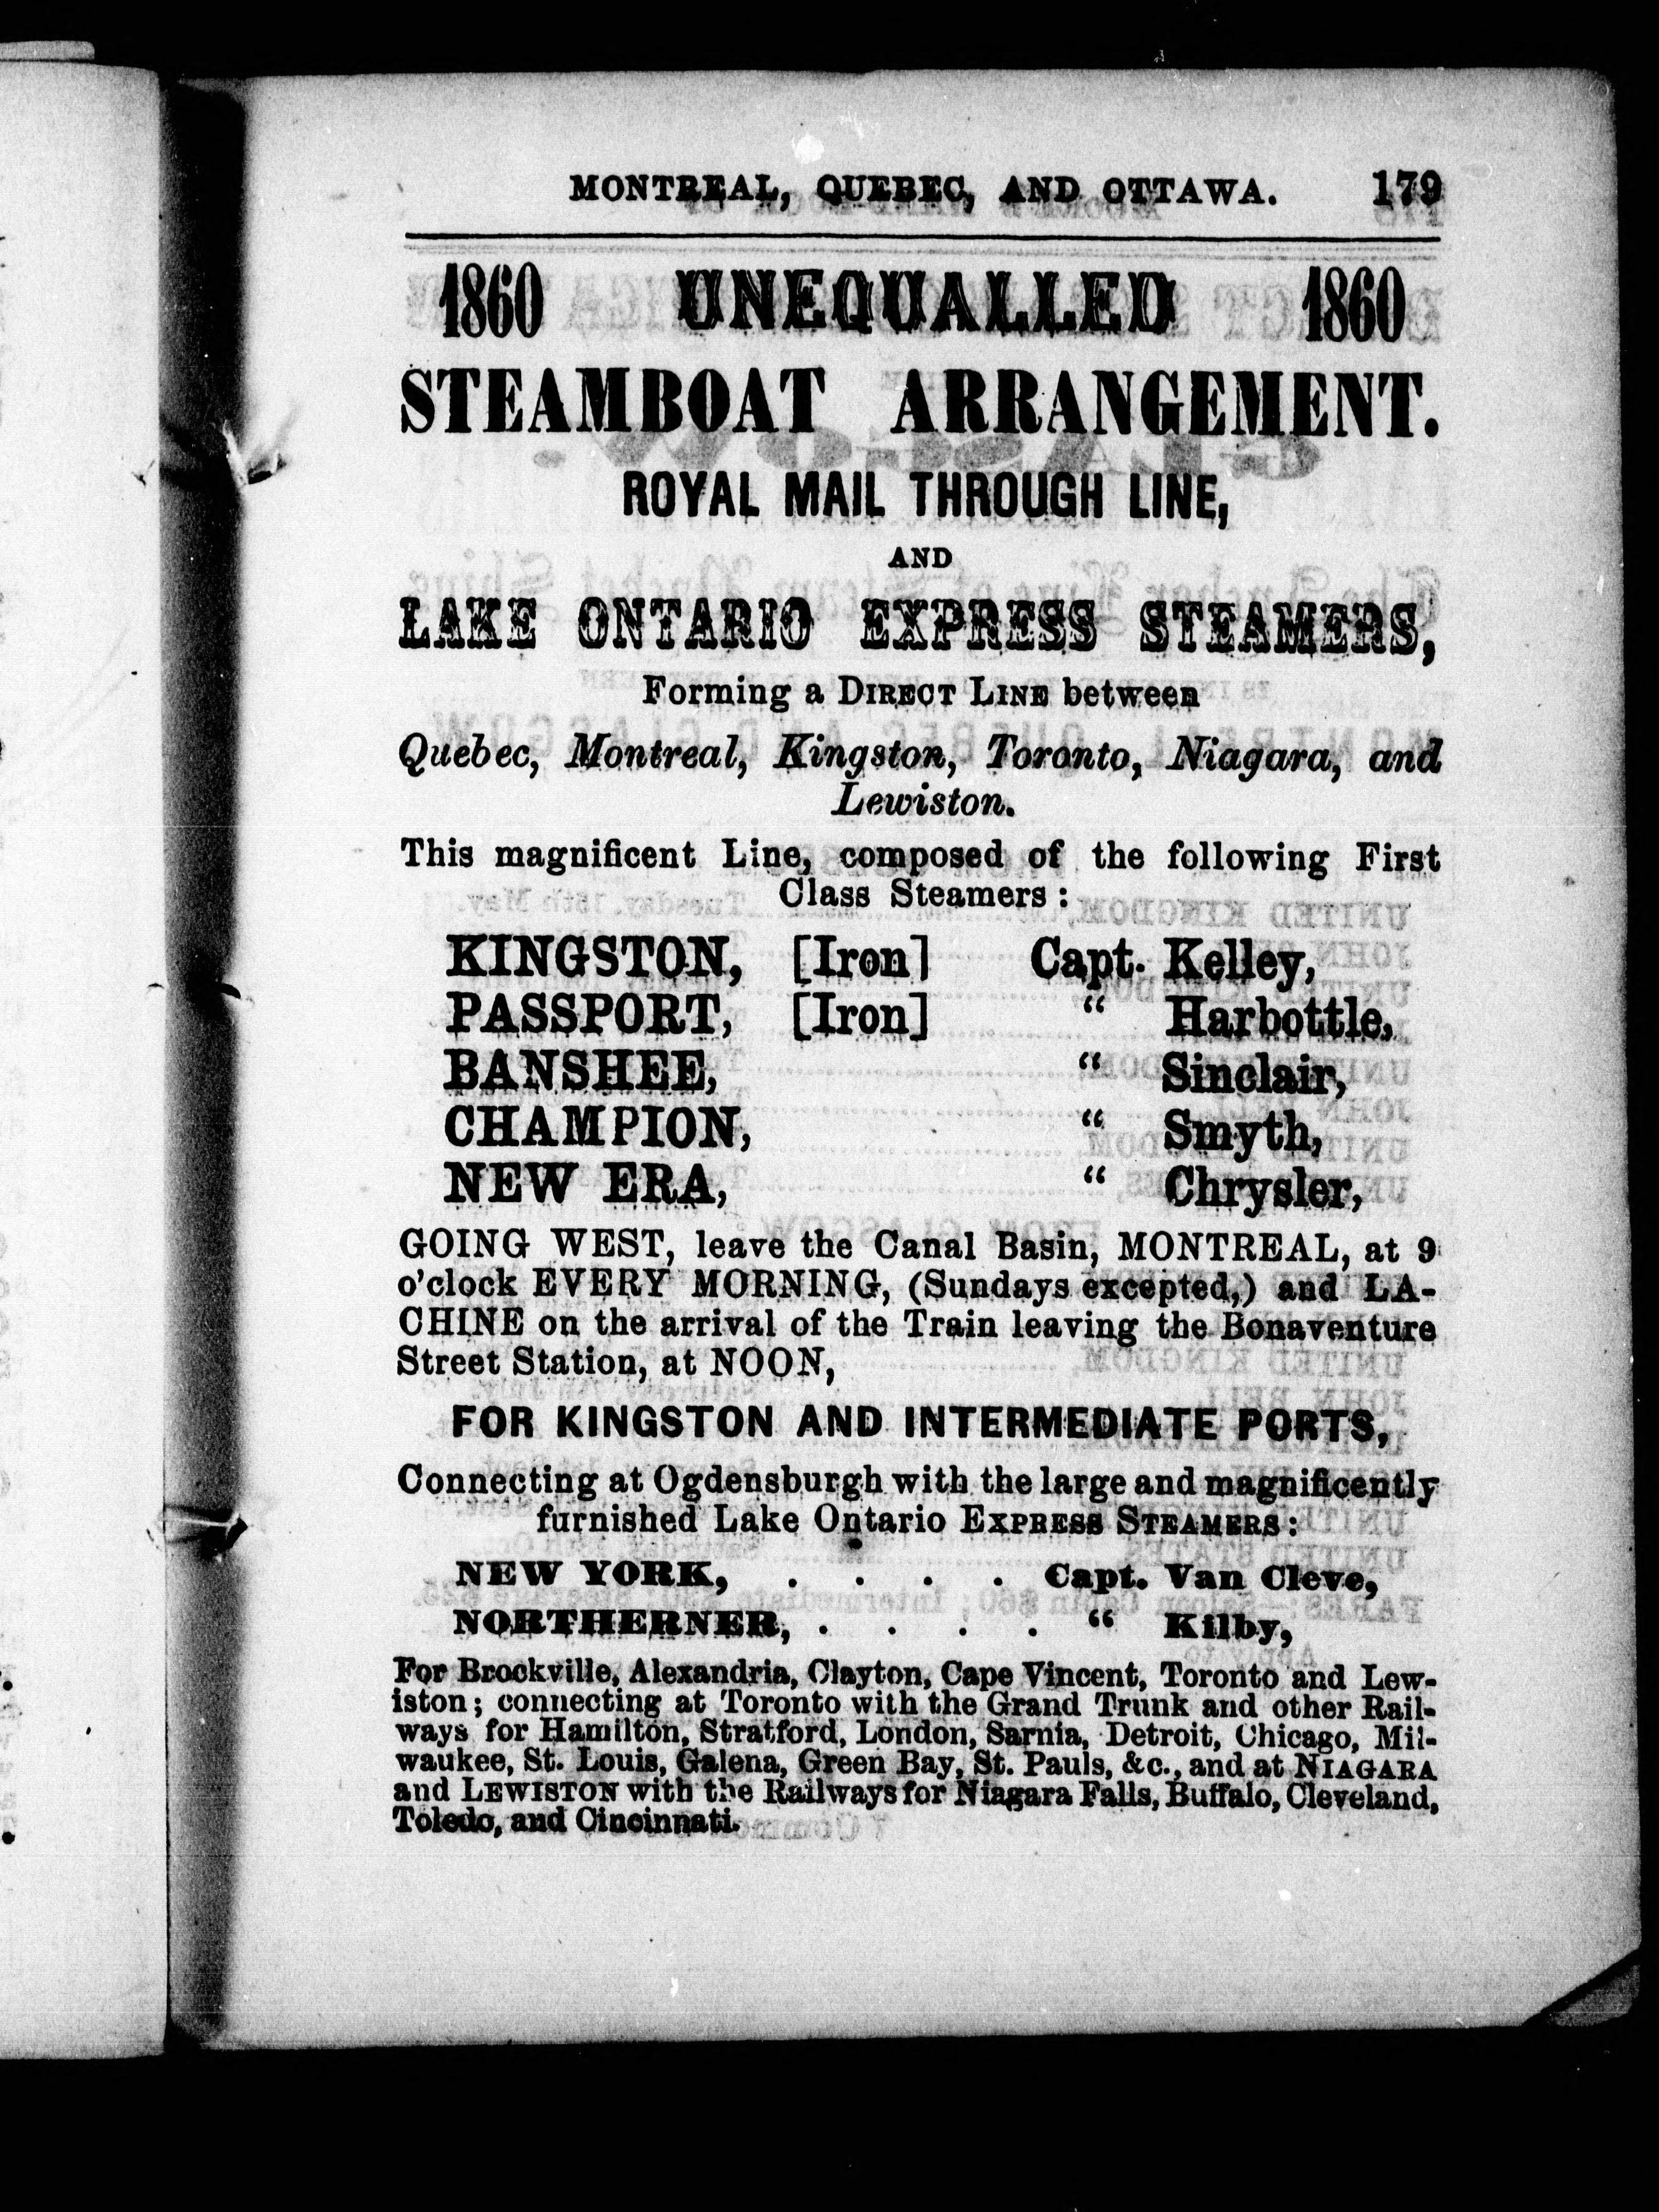 MONTREAL, QUEBEC, AND OTTAWA. 179
1860 UNEQUALLED 1860
STEAMBOAT ARRANGEMENT.
ROYAL MAIL THROUGH LINE,
AND
LAKE ONTARIO EXPRESS STEAMERS,
Forming a DIRECT LINE between
Quebec, Montreal, Kingston, Toronto, Niagara, and
Lewiston.
This magnificent Line, composed of the following First
Class Steamers:
KINGSTON, [Iron] Capt. Kelley,
PASSPORT, [Iron] “ Harbottle,
BANSHEE, “ Sinclair,
CHAMPION, “ Smyth,
NEW ERA, “ Chrysler,
GOING WEST, leave the Canal Basin, MONTREAL, at 9
o'clock EVERY MORNING, (Sundays excepted,) and LA-
CHINE on the arrival of the Train leaving the Bonaventure
Street Station, at NOON,
FOR KINGSTON AND INTERMEDIATE PORTS,
Connecting at Ogdensburgh with the large and magnificently
furnished Lake Ontario EXPRESS STEAMERS:
NEW YORK, . . . . Capt. Van Cleve,
NORTHERNER, . . . . “ Kilby,
For Brockville, Alexandria, Clayton, Cape Vincent, Toronto and Lew-
iston; connecting at Toronto with the Grand Trunk and other Rail-
ways for Hamilton, Stratford, London, Sarnia, Detroit, Chicago, Mil-
waukee, St. Louis, Galena, Green Bay, St. Pauls, &c., and at NIAGARA
and LEWISTON with the Railways for Niagara Falls, Buffalo, Cleveland,
Toledo, and Cincinnati.